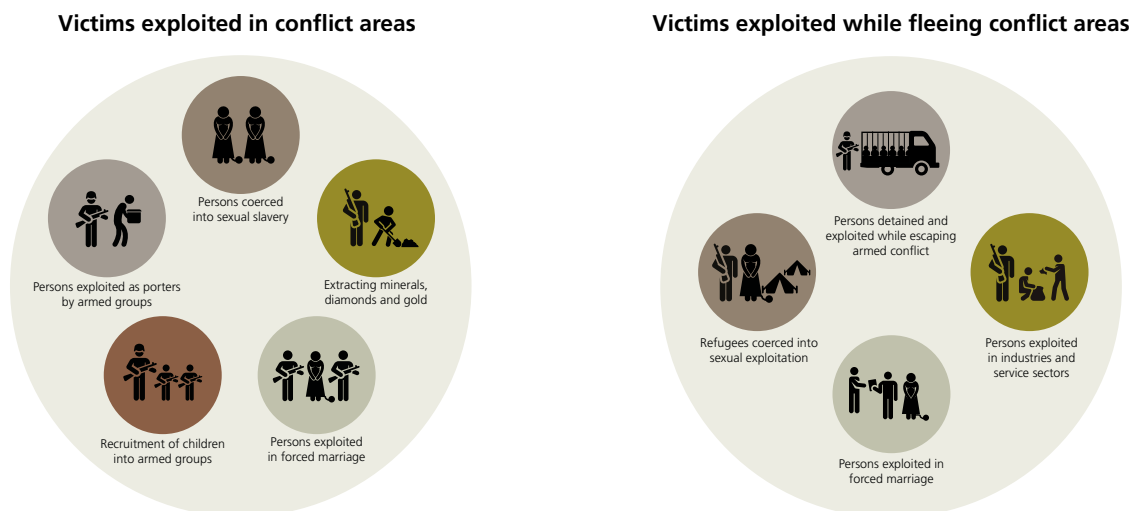 Victims exploited in conflict areas
Persons coerced
into sexual slavery
Persons exploited as porters
by armed groups
Extracting minerals,
diamonds and gold
Recruitment of children
into armed groups
Persons exploited
in forced marriage
Victims exploited while fleeing conflict areas
Persons detained and
exploited while escaping
armed conflict
Refugees coerced into
sexual exploitation
Persons exploited
in industries and
service sectors
Persons exploited in
forced marriage